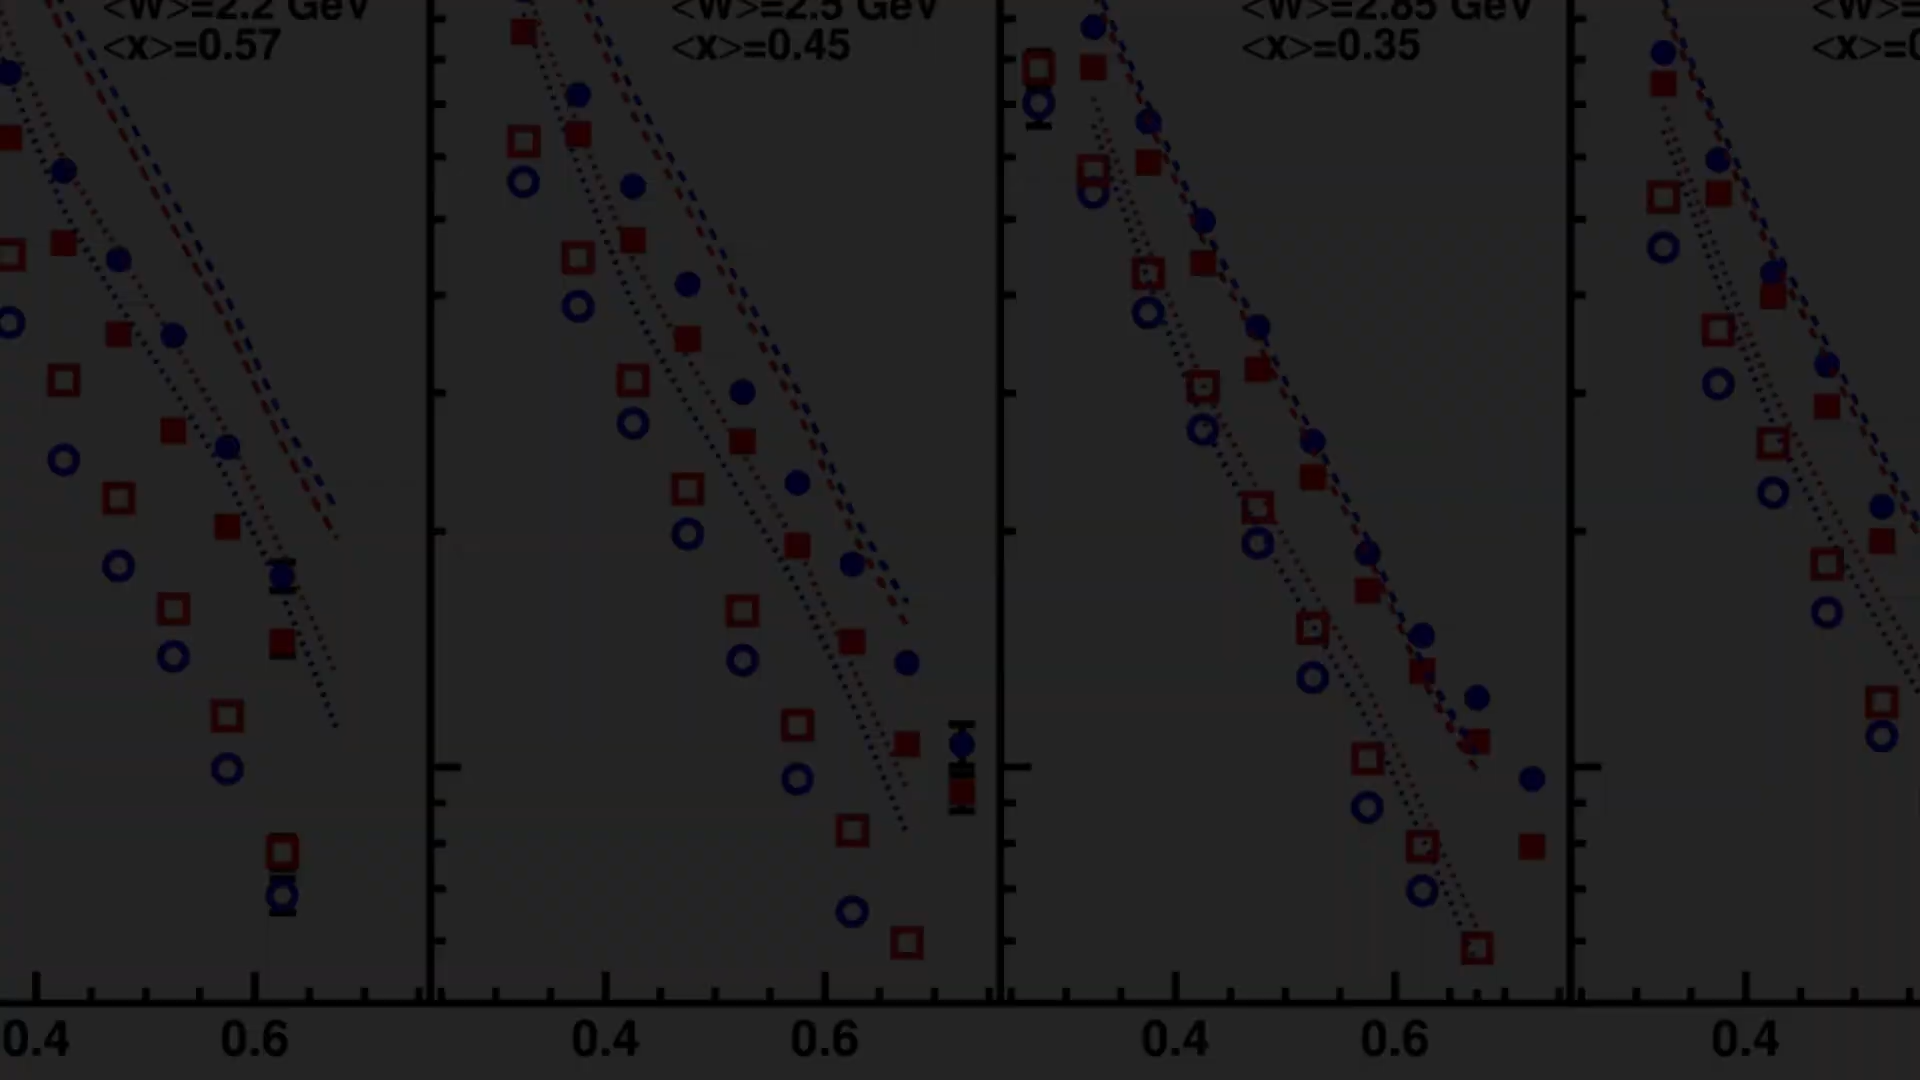 <W>=2.2 GeV
<x>=0.57
<W>=2.5 GeV
<x>=0.45
<W>=2.85 GeV
<x>=0.35
<W>=
<x>=0
0.4 0.6 0.4 0.6 0.4 0.6 0.4